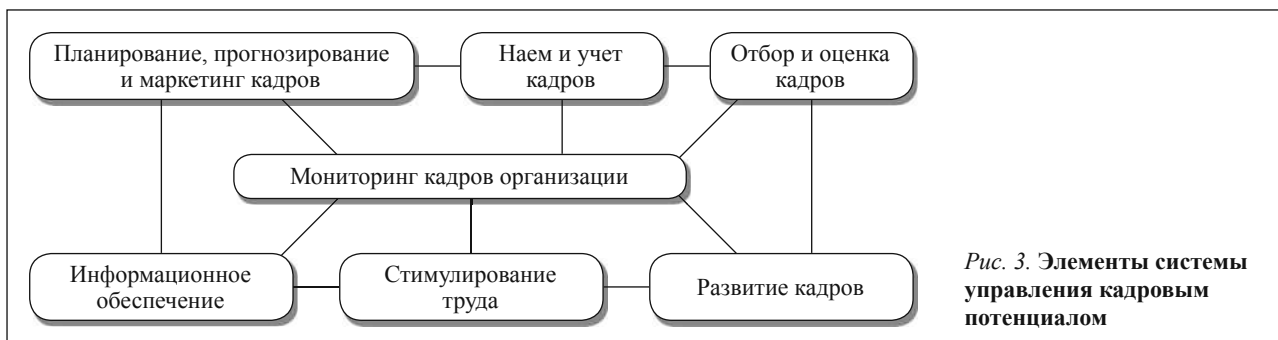 Планирование, прогнозирование
и маркетинг кадров
Наем и учет
кадров
Отбор и оценка
кадров
Мониторинг кадров организации
Информационное
обеспечение
Стимулирование
труда
Развитие кадров
Рис. 3. Элементы системы
управления кадровым
потенциалом